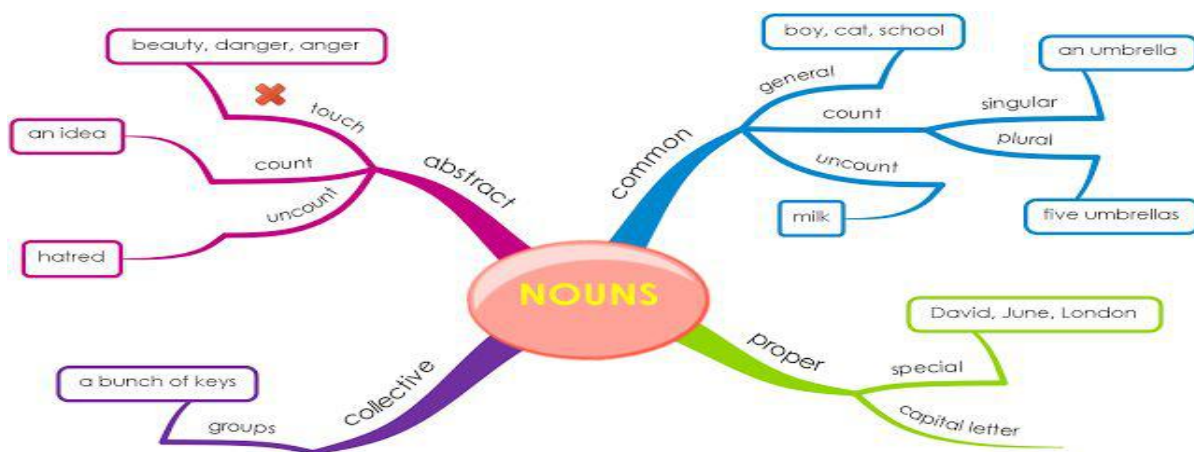 NOUNS
common
general
boy, cat, school
count
singular
an umbrella
plural
five umbrellas
uncount
milk
proper
special
David, June, London
capital letter
collective
groups
a bunch of keys
abstract
touch
beauty, danger, anger
count
an idea
uncount
hatred